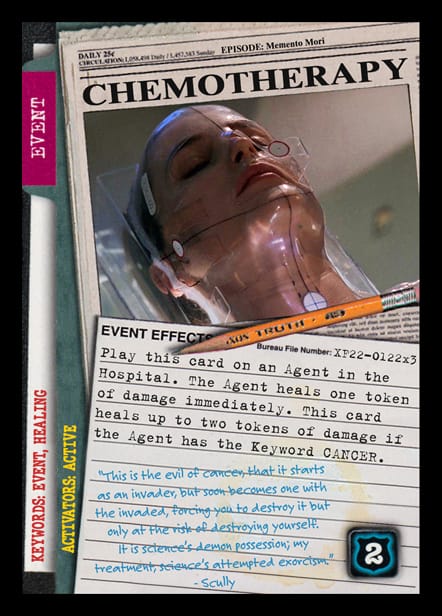 DAILY 25¢
CIRCULATION: 1,058,494 Daily / 1,457,583 Sunday
EPISODE: Memento Mori
CHEMOTHERAPY
EVENT
EVENT EFFECTS
TRUTH
Bureau File Number: XF22-0122x3
Play this card on an Agent in the
Hospital. The Agent heals one token
of damage immediately. This card
heals up to two tokens of damage if
the Agent has the Keyword CANCER.
"This is the evil of cancer, that it starts
as an invader, but soon becomes one with
the invaded, forcing you to destroy it but
only at the risk of destroying yourself.
It is science's demon possession; my
treatment, science's attempted exorcism."
- Scully
2
KEYWORDS: EVENT, HEALING
ACTIVATORS: ACTIVE